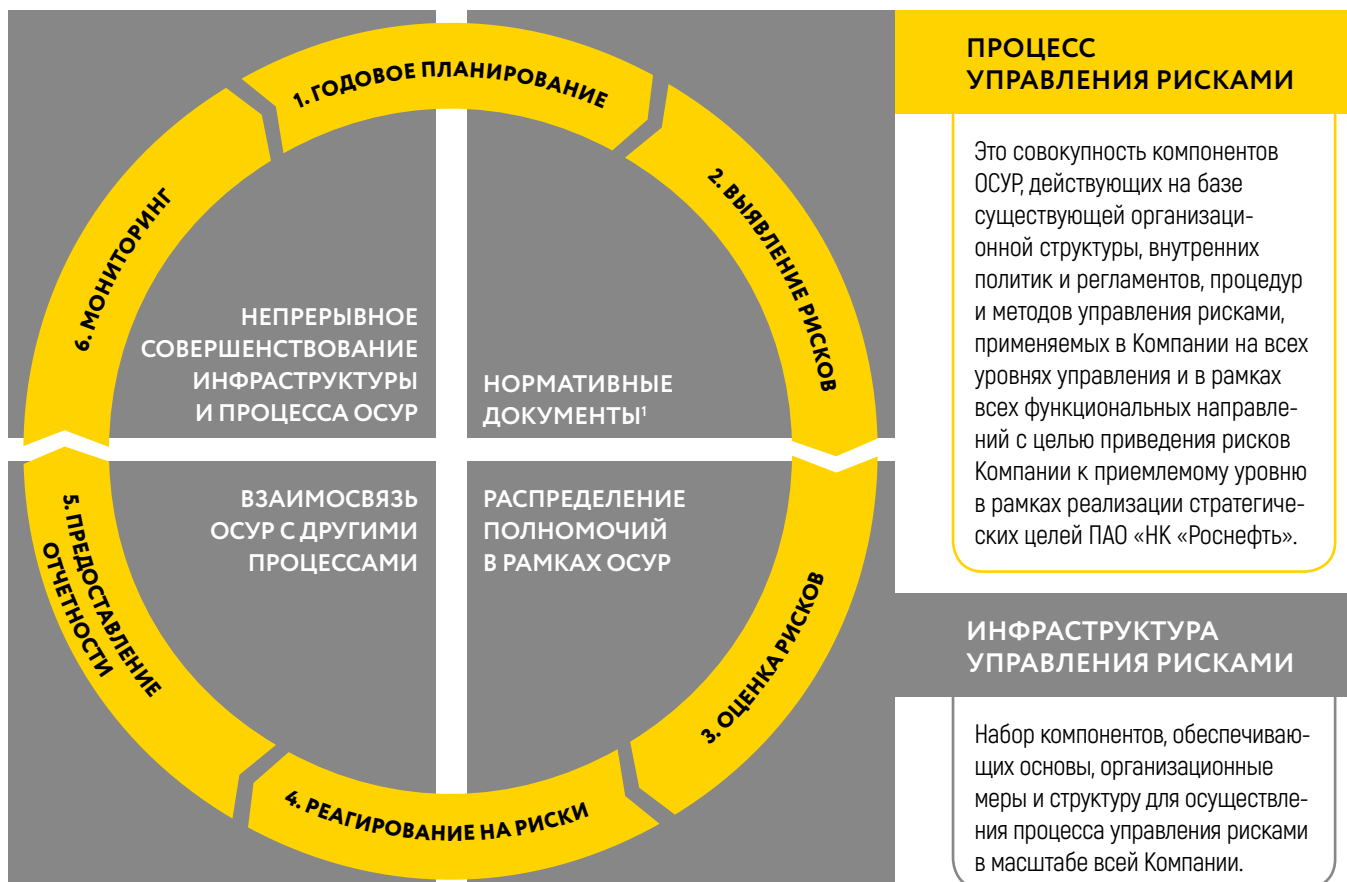 1. ГОДОВОЕ ПЛАНИРОВАНИЕ
2. ВЫЯВЛЕНИЕ РИСКОВ
3. ОЦЕНКА РИСКОВ
4. РЕАГИРОВАНИЕ НА РИСКИ
5. ПРЕДОСТАВЛЕНИЕ
ОТЧЕТНОСТИ
6. МОНИТОРИНГ
НЕПРЕРЫВНОЕ
СОВЕРШЕНСТВОВАНИЕ
ИНФРАСТРУКТУРЫ
И ПРОЦЕССА ОСУР
НОРМАТИВНЫЕ
ДОКУМЕНТЫ¹
ВЗАИМОСВЯЗЬ
ОСУР С ДРУГИМИ
ПРОЦЕССАМИ
РАСПРЕДЕЛЕНИЕ
ПОЛНОМОЧИЙ
В РАМКАХ ОСУР
ПРОЦЕСС
УПРАВЛЕНИЯ РИСКАМИ
Это совокупность компонентов
ОСУР, действующих на базе
существующей организаци-
онной структуры, внутренних
политик и регламентов, процедур
и методов управления рисками,
применяемых в Компании на всех
уровнях управления и в рамках
всех функциональных направле-
ний с целью приведения рисков
Компании к приемлемому уровню
в рамках реализации стратегиче-
ских целей ПАО «НК «Роснефть».
ИНФРАСТРУКТУРА
УПРАВЛЕНИЯ РИСКАМИ
Набор компонентов, обеспечиваю-
щих основы, организационные
меры и структуру для осуществле-
ния процесса управления рисками
в масштабе всей Компании.